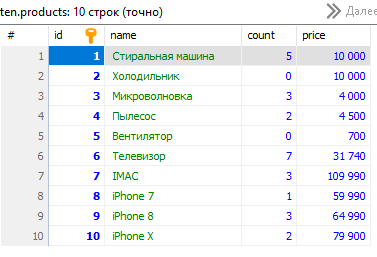 ten.products: 10 строк (точно) Далее
# id name count price
1 1 Стиральная машина 5 10 000
2 2 Холодильник 0 10 000
3 3 Микроволновка 3 4 000
4 4 Пылесос 2 4 500
5 5 Вентилятор 0 700
6 6 Телевизор 7 31 740
7 7 IMAC 3 109 990
8 8 iPhone 7 1 59 990
9 9 iPhone 8 3 64 990
10 10 iPhone X 2 79 900